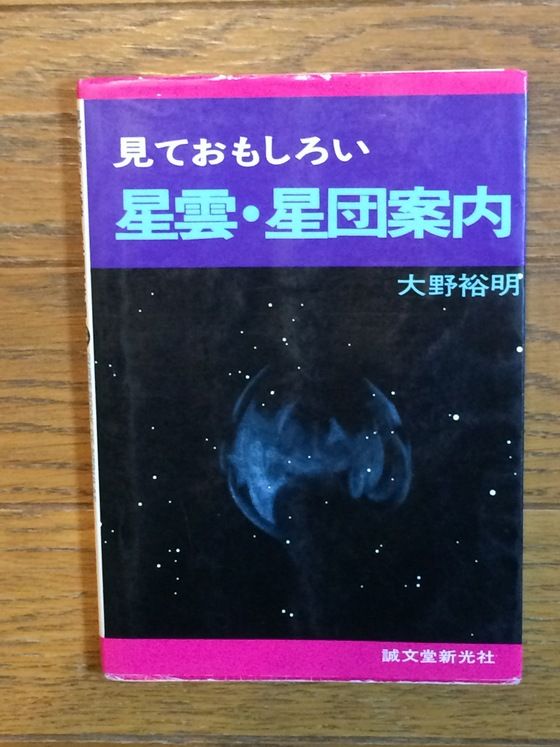 見ておもしろい
星雲・星団案内
大野裕明
誠文堂新光社